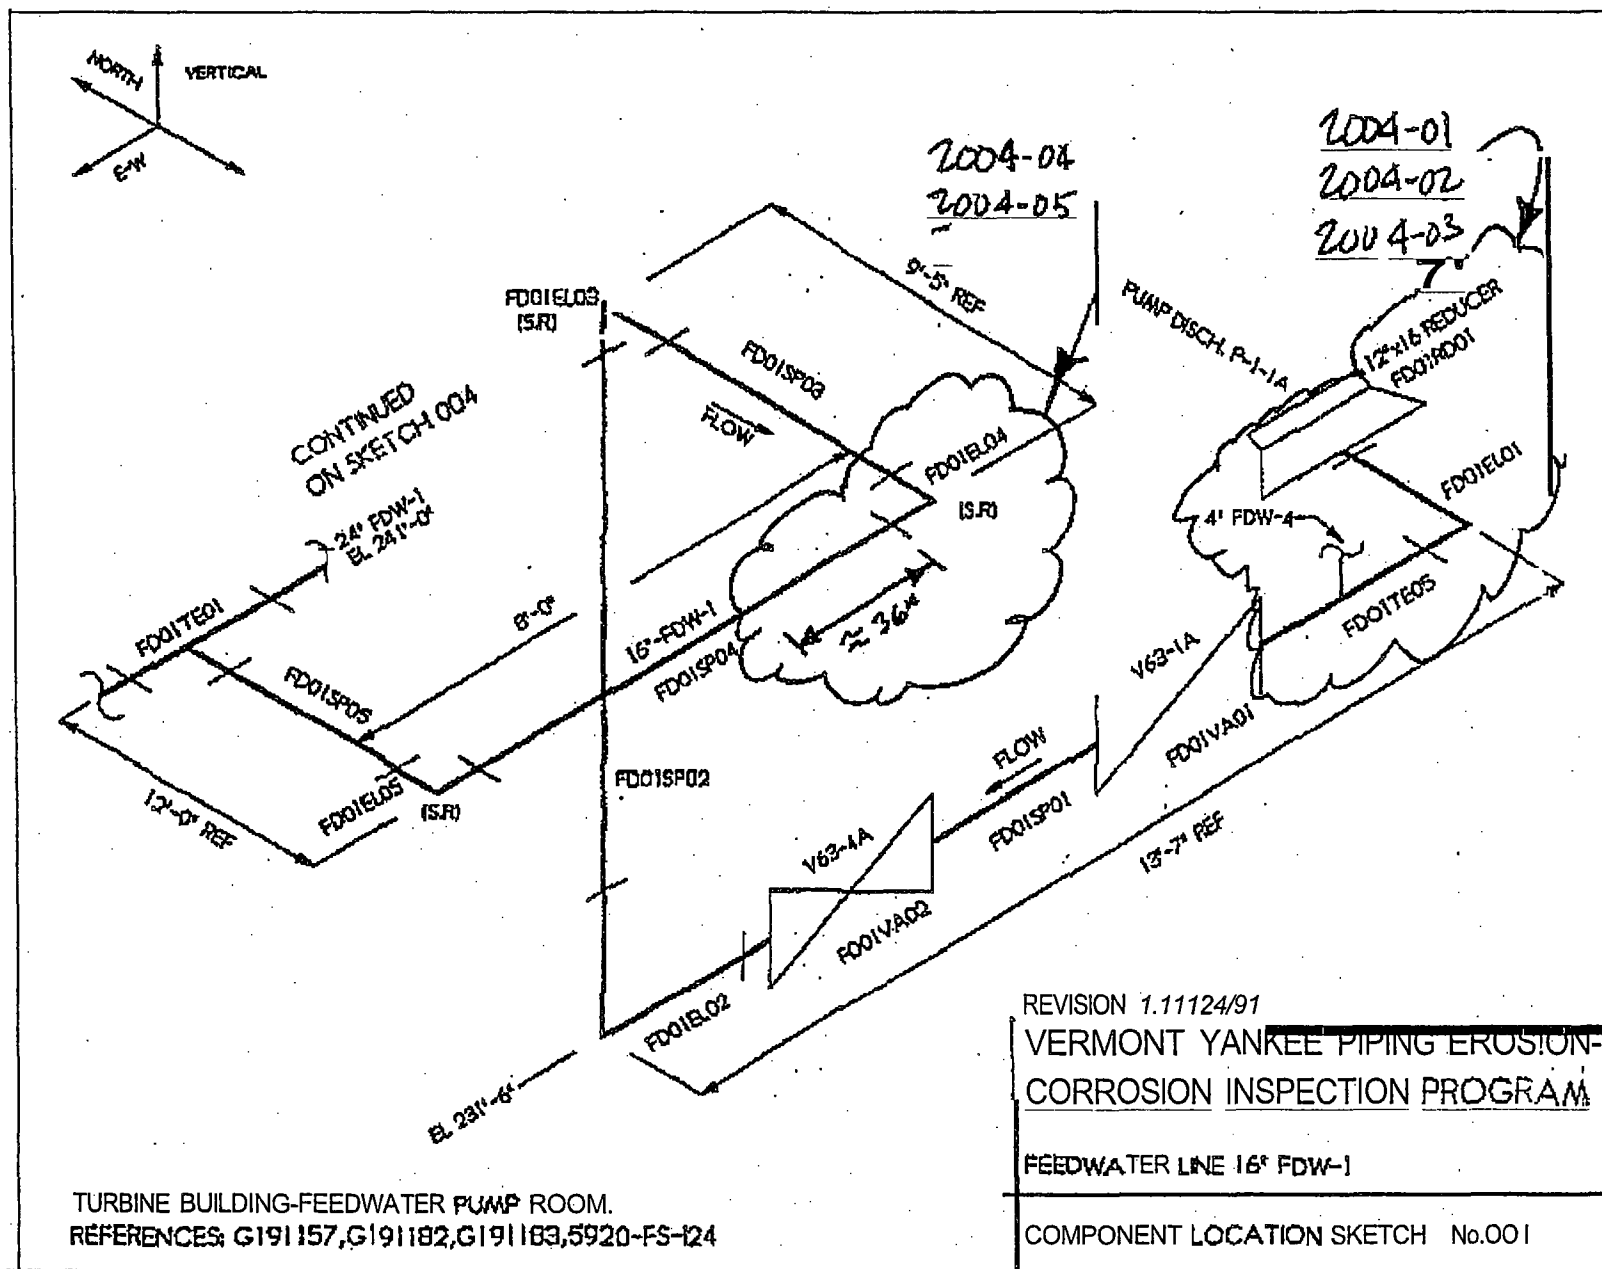 NORTH
VERTICAL
E-W
2004-04
2004-05
2004-01
2004-02
2004-03
7
9'-5" REF
PUMP DISCH. P-1-1A
12"x16 REDUCER
FD01RD01
FD01EL03
(S.R)
FD01SP03
FLOW
CONTINUED
ON SKETCH 004
24" FDW-1
EL 241'-0"
FD01EL04
(S.R)
FD01EL01
4" FDW-4
FD01TE05
FD01TE01
8'-0"
16"-FDW-1
FD01SP04
≈ 36"
FD01SP05
V63-1A
FD01VA01
12'-0" REF
FD01EL05
(S.R)
FD01SP02
FLOW
FD01SP01
13'-7" REF
V63-4A
FD01VA02
FD01EL02
EL 231'-6"
REVISION 1.11124/91
VERMONT YANKEE PIPING EROSION-
CORROSION INSPECTION PROGRAM
FEEDWATER LINE 16" FDW-1
COMPONENT LOCATION SKETCH No.001
TURBINE BUILDING-FEEDWATER PUMP ROOM.
REFERENCES: G191157,G191182,G191183,5920-FS-I24